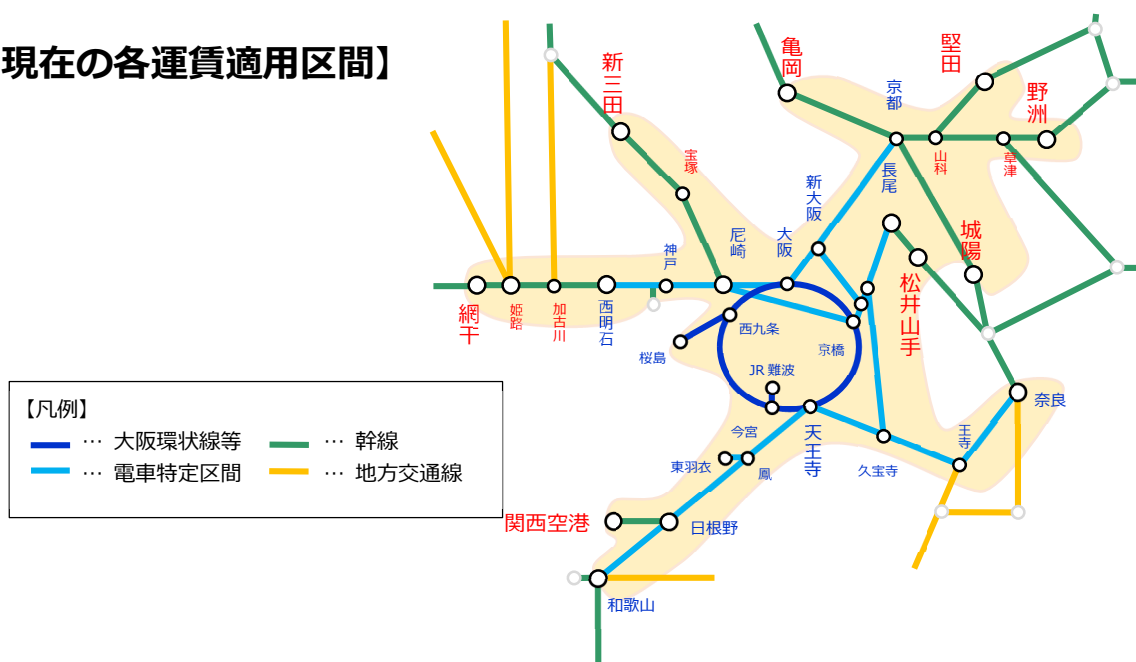 現在の各運賃適用区間】
新三田
亀岡
堅田
野洲
京都
宝塚
山科
草津
長尾
新大阪
大阪
尼崎
神戸
城陽
松井山手
網干
姫路
加古川
西明石
西九条
桜島
京橋
JR難波
今宮
天王寺
久宝寺
王寺
奈良
東羽衣
鳳
関西空港
日根野
和歌山
【凡例】
… 大阪環状線等
… 幹線
… 電車特定区間
… 地方交通線